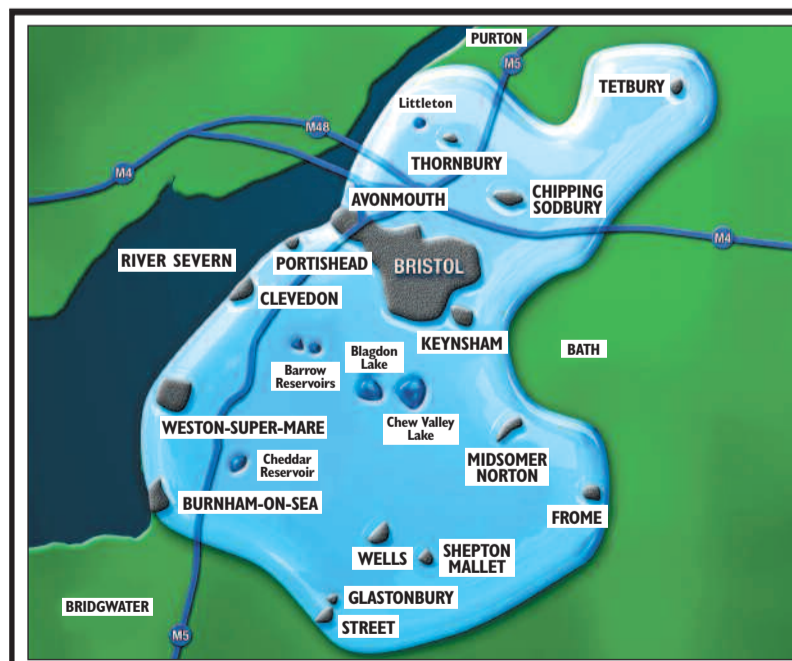 PURTON
M5
TETBURY
Littleton
M48
THORNBURY
M4
CHIPPING
SODBURY
AVONMOUTH
M4
RIVER SEVERN
PORTISHEAD
BRISTOL
CLEVEDON
KEYNSHAM
BATH
Barrow
Reservoirs
Blagdon
Lake
Chew Valley
Lake
WESTON-SUPER-MARE
MIDSOMER
NORTON
Cheddar
Reservoir
BURNHAM-ON-SEA
FROME
WELLS
SHEPTON
MALLET
GLASTONBURY
BRIDGWATER
STREET
M5